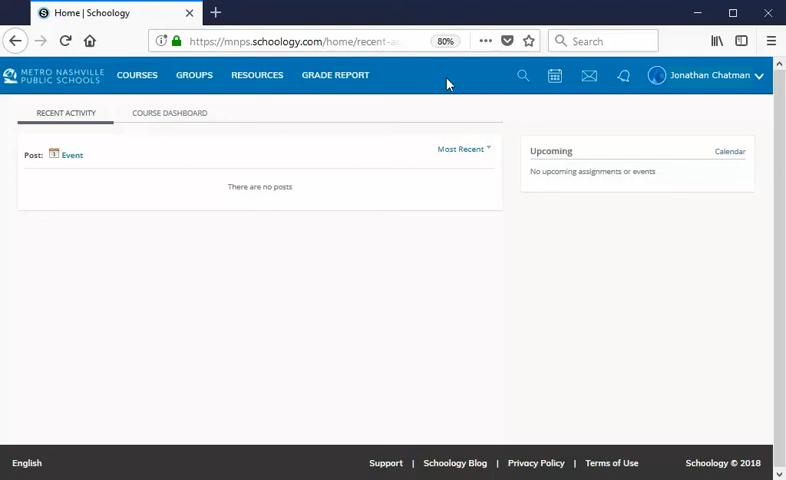 Home | Schoology
https://mnps.schoology.com/home/recent-ac
80%
Search
METRO NASHVILLE
PUBLIC SCHOOLS
COURSES GROUPS RESOURCES GRADE REPORT
Jonathan Chatman
RECENT ACTIVITY COURSE DASHBOARD
Post: Event
Most Recent
There are no posts
Upcoming Calendar
No upcoming assignments or events
English
Support | Schoology Blog | Privacy Policy | Terms of Use Schoology © 2018